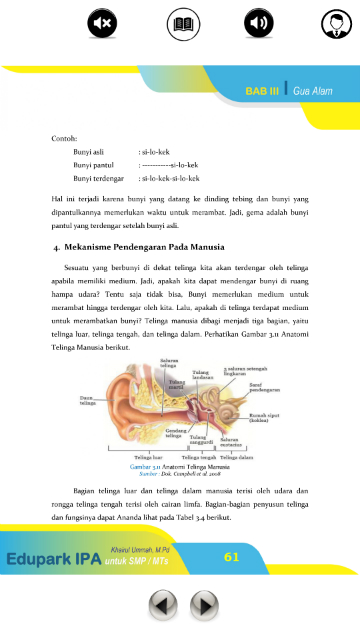 BAB III Gua Alam
Contoh:
Bunyi asli : si-lo-kek
Bunyi pantul : -----------si-lo-kek
Bunyi terdengar : si-lo-kek-si-lo-kek
Hal ini terjadi karena bunyi yang datang ke dinding tebing dan bunyi yang
dipantulkannya memerlukan waktu untuk merambat. Jadi, gema adalah bunyi
pantul yang terdengar setelah bunyi asli.
4. Mekanisme Pendengaran Pada Manusia
Sesuatu yang berbunyi di dekat telinga kita akan terdengar oleh telinga
apabila memiliki medium. Jadi, apakah kita dapat mendengar bunyi di ruang
hampa udara? Tentu saja tidak bisa. Bunyi memerlukan medium untuk
merambat hingga terdengar oleh kita. Lalu, apakah di telinga terdapat medium
untuk merambatkan bunyi? Telinga manusia dibagi menjadi tiga bagian, yaitu
telinga luar, telinga tengah, dan telinga dalam. Perhatikan Gambar 3.11 Anatomi
Telinga Manusia berikut.
Saluran
telinga
Tulang
landasan
Tulang
martil
3 saluran setengah
lingkaran
Saraf
pendengaran
Daun
telinga
Rumah siput
(koklea)
Gendang
telinga
Tulang
sanggurdi
Saluran
eustacius
Telinga luar
Telinga tengah
Telinga dalam
Gambar 3.11 Anatomi Telinga Manusia
Sumber : Dok. Campbell et al. 2008
Bagian telinga luar dan telinga dalam manusia terisi oleh udara dan
rongga telinga tengah terisi oleh cairan limfa. Bagian-bagian penyusun telinga
dan fungsinya dapat Ananda lihat pada Tabel 3.4 berikut.
Khairul Ummah, M.Pd
Edupark IPA untuk SMP / MTs
61